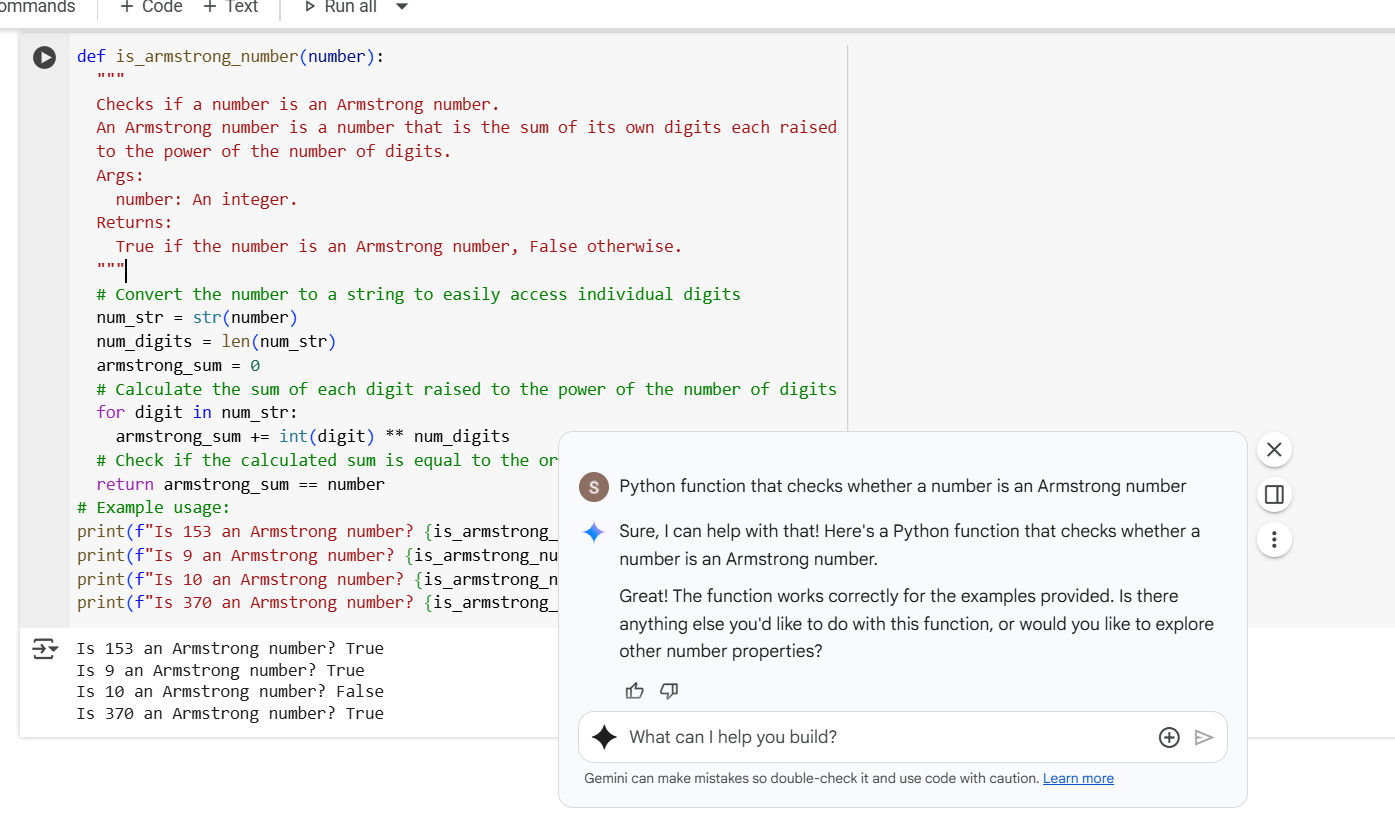 ommands
+ Code
+ Text
Run all
def is_armstrong_number(number):
"""
Checks if a number is an Armstrong number.
An Armstrong number is a number that is the sum of its own digits each raised
to the power of the number of digits.
Args:
number: An integer.
Returns:
True if the number is an Armstrong number, False otherwise.
"""
# Convert the number to a string to easily access individual digits
num_str = str(number)
num_digits = len(num_str)
armstrong_sum = 0
# Calculate the sum of each digit raised to the power of the number of digits
for digit in num_str:
armstrong_sum += int(digit) ** num_digits
# Check if the calculated sum is equal to the or
return armstrong_sum == number
# Example usage:
print(f"Is 153 an Armstrong number? {is_armstrong_
print(f"Is 9 an Armstrong number? {is_armstrong_nu
print(f"Is 10 an Armstrong number? {is_armstrong_n
print(f"Is 370 an Armstrong number? {is_armstrong_
Is 153 an Armstrong number? True
Is 9 an Armstrong number? True
Is 10 an Armstrong number? False
Is 370 an Armstrong number? True
S
Python function that checks whether a number is an Armstrong number
Sure, I can help with that! Here's a Python function that checks whether a
number is an Armstrong number.
Great! The function works correctly for the examples provided. Is there
anything else you'd like to do with this function, or would you like to explore
other number properties?
What can I help you build?
Gemini can make mistakes so double-check it and use code with caution. Learn more